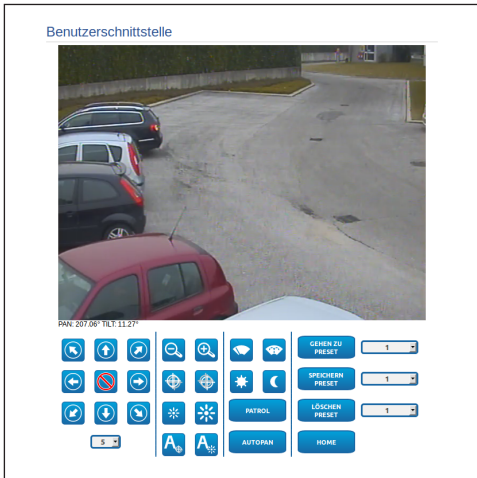 Benutzerschnittstelle
PAN: 207.06° TILT: 11.27°
GEHEN ZU
PRESET
1
SPEICHERN
PRESET
1
PATROL
LÖSCHEN
PRESET
1
5
A
A
AUTOPAN
HOME